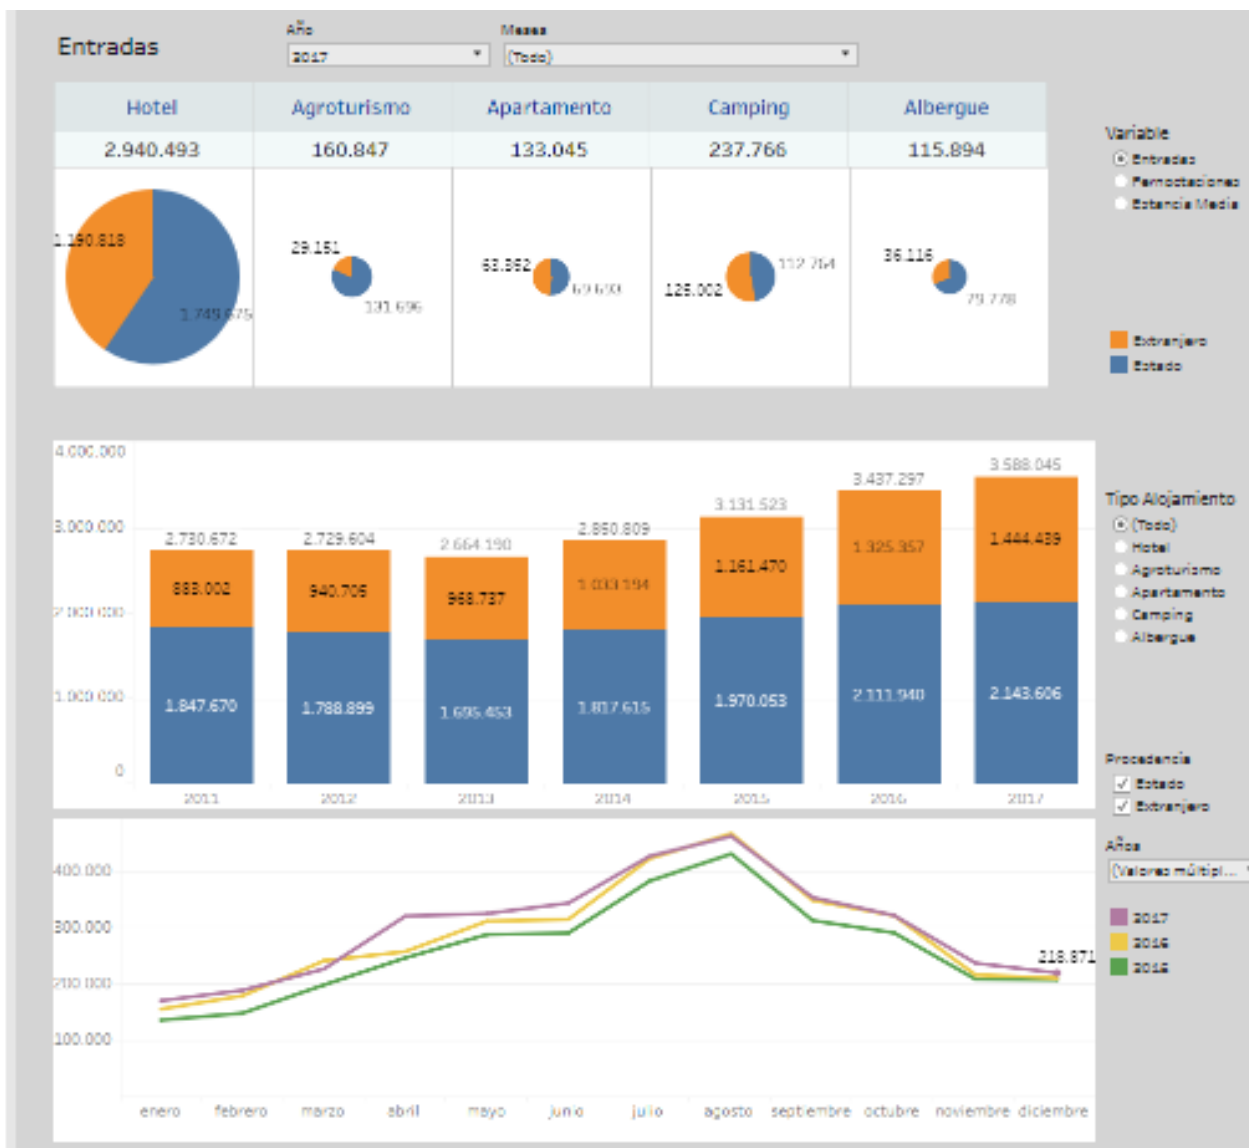 Entradas
Año
2017
Meses
(Todo)
Hotel Agroturismo Apartamento Camping Albergue
2.940.493 160.847 133.045 237.766 115.894
Variable
Entradas
Pernoctaciones
Estancia Media
1.190.818
1.749.675
29.151
131.696
63.352
69.693
125.002
112.764
36.116
79.778
Extranjero
Estado
4.000.000
3.000.000
2.000.000
1.000.000
0
2.730.672 2.729.604 2.664.190 2.850.809 3.131.523 3.437.297 3.588.045
883.002 940.705 968.737 1.033.194 1.161.470 1.325.357 1.444.439
1.847.670 1.788.899 1.695.453 1.817.615 1.970.053 2.111.940 2.143.606
2011 2012 2013 2014 2015 2016 2017
Tipo Alojamiento
(Todo)
Hotel
Agroturismo
Apartamento
Camping
Albergue
Procedencia
Estado
Extranjero
Años
(Valores múltipl...
2017
2016
2015
400.000
300.000
200.000
100.000
218.871
enero febrero marzo abril mayo junio julio agosto septiembre octubre noviembre diciembre